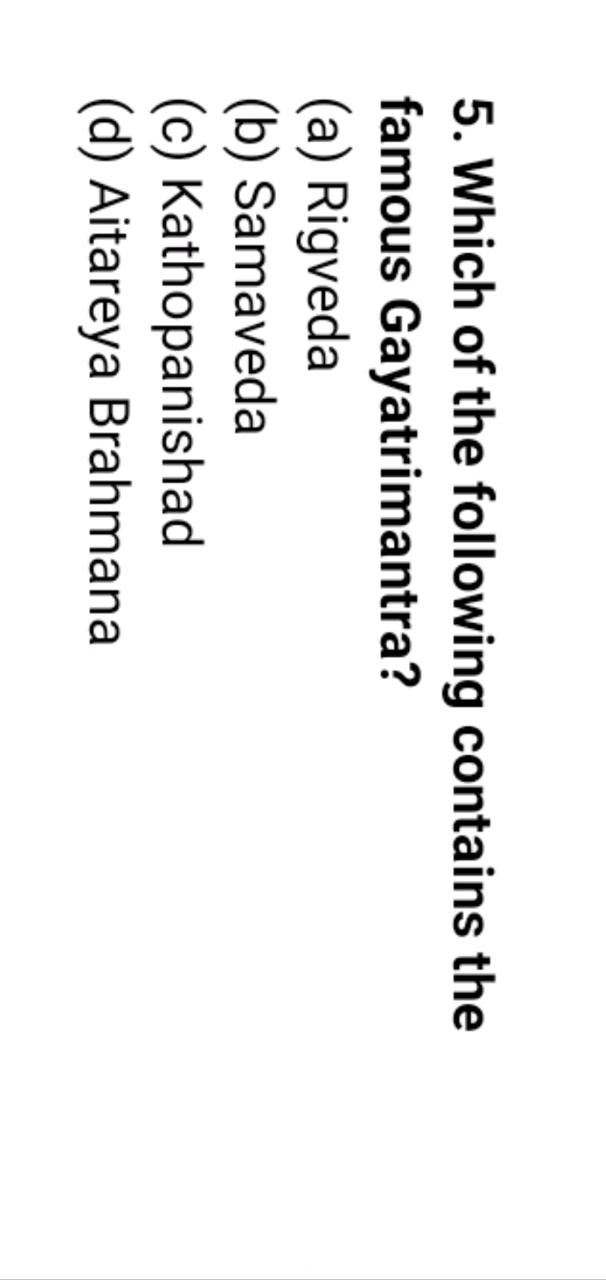 5. Which of the following contains the
famous Gayatrimantra?
(a) Rigveda
(b) Samaveda
(c) Kathopanishad
(d) Aitareya Brahmana